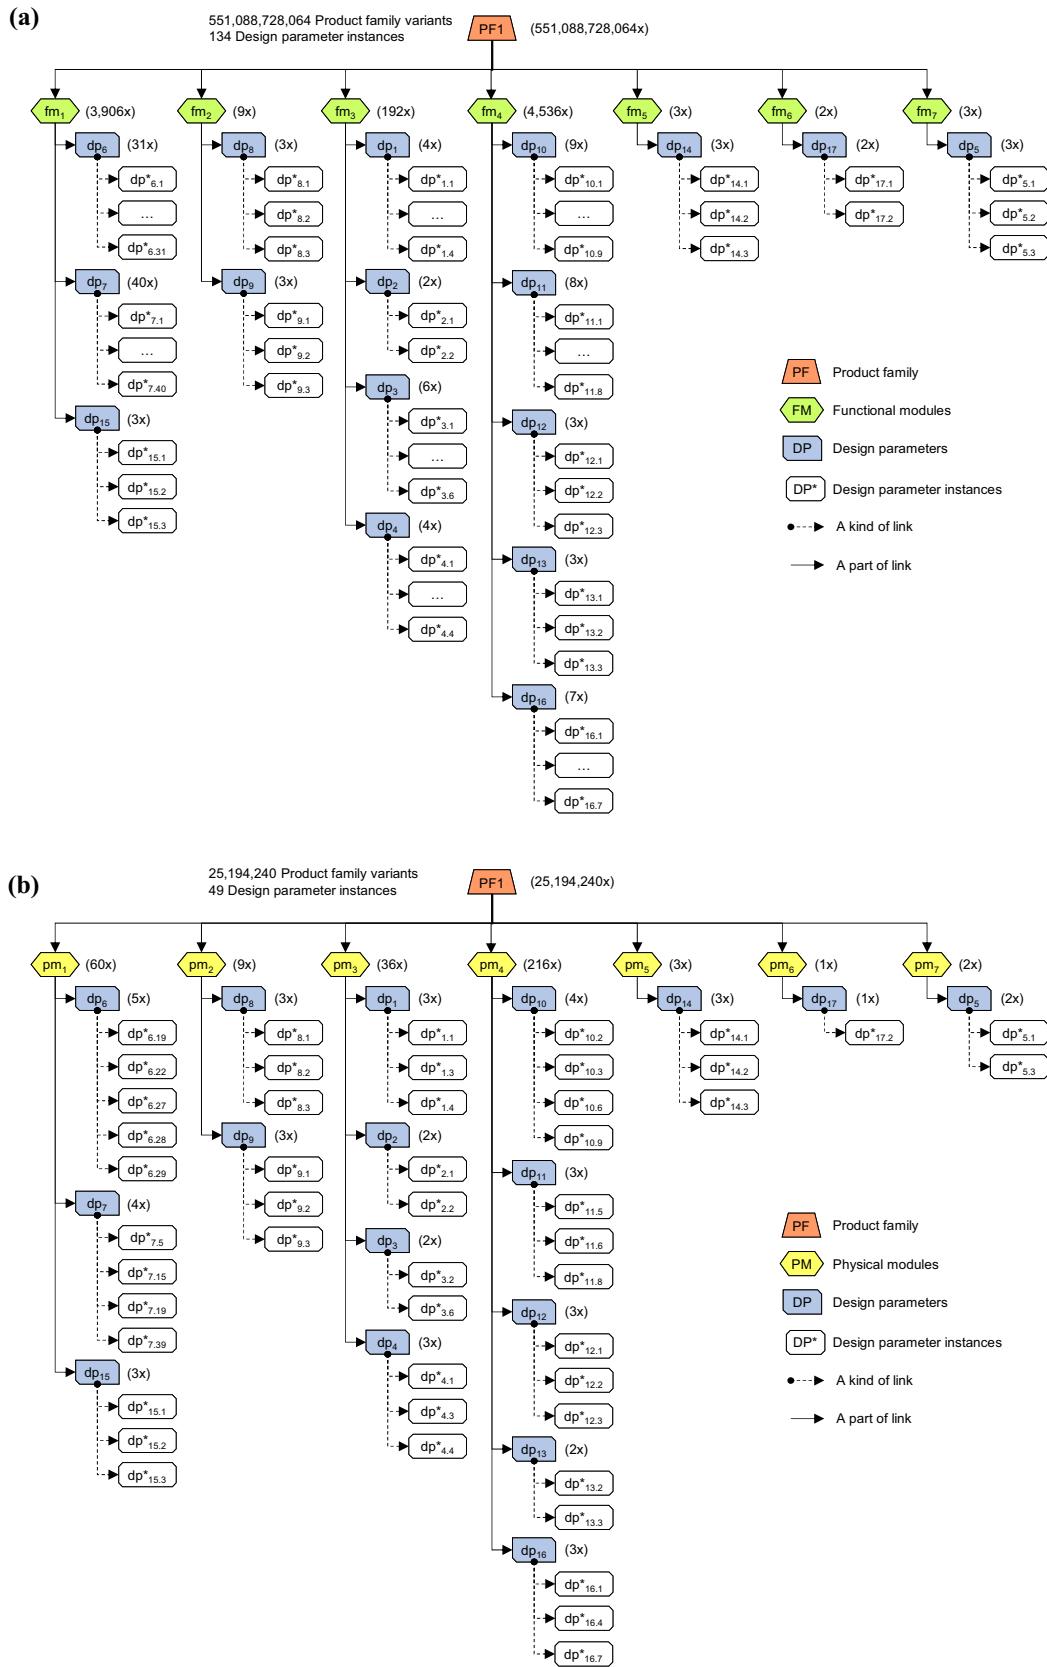 (a)
551,088,728,064 Product family variants
134 Design parameter instances
PF1 (551,088,728,064x)
fm1 (3,906x) fm2 (9x) fm3 (192x) fm4 (4,536x) fm5 (3x) fm6 (2x) fm7 (3x)
dp6 (31x)
dp*6.1
...
dp*6.31
dp7 (40x)
dp*7.1
...
dp*7.40
dp15 (3x)
dp*15.1
dp*15.2
dp*15.3
dp8 (3x)
dp*8.1
dp*8.2
dp*8.3
dp9 (3x)
dp*9.1
dp*9.2
dp*9.3
dp1 (4x)
dp*1.1
...
dp*1.4
dp2 (2x)
dp*2.1
dp*2.2
dp3 (6x)
dp*3.1
...
dp*3.6
dp4 (4x)
dp*4.1
...
dp*4.4
dp10 (9x)
dp*10.1
...
dp*10.9
dp11 (8x)
dp*11.1
...
dp*11.8
dp12 (3x)
dp*12.1
dp*12.2
dp*12.3
dp13 (3x)
dp*13.1
dp*13.2
dp*13.3
dp16 (7x)
dp*16.1
...
dp*16.7
dp14 (3x)
dp*14.1
dp*14.2
dp*14.3
dp17 (2x)
dp*17.1
dp*17.2
dp5 (3x)
dp*5.1
dp*5.2
dp*5.3
PF Product family
FM Functional modules
DP Design parameters
DP* Design parameter instances
A kind of link
A part of link
(b)
25,194,240 Product family variants
49 Design parameter instances
PF1 (25,194,240x)
pm1 (60x) pm2 (9x) pm3 (36x) pm4 (216x) pm5 (3x) pm6 (1x) pm7 (2x)
dp6 (5x)
dp*6.19
dp*6.22
dp*6.27
dp*6.28
dp*6.29
dp7 (4x)
dp*7.5
dp*7.15
dp*7.19
dp*7.39
dp15 (3x)
dp*15.1
dp*15.2
dp*15.3
dp8 (3x)
dp*8.1
dp*8.2
dp*8.3
dp9 (3x)
dp*9.1
dp*9.2
dp*9.3
dp1 (3x)
dp*1.1
dp*1.3
dp*1.4
dp2 (2x)
dp*2.1
dp*2.2
dp3 (2x)
dp*3.2
dp*3.6
dp4 (3x)
dp*4.1
dp*4.3
dp*4.4
dp10 (4x)
dp*10.2
dp*10.3
dp*10.6
dp*10.9
dp11 (3x)
dp*11.5
dp*11.6
dp*11.8
dp12 (3x)
dp*12.1
dp*12.2
dp*12.3
dp13 (2x)
dp*13.2
dp*13.3
dp16 (3x)
dp*16.1
dp*16.4
dp*16.7
dp14 (3x)
dp*14.1
dp*14.2
dp*14.3
dp17 (1x)
dp*17.2
dp5 (2x)
dp*5.1
dp*5.3
PF Product family
PM Physical modules
DP Design parameters
DP* Design parameter instances
A kind of link
A part of link